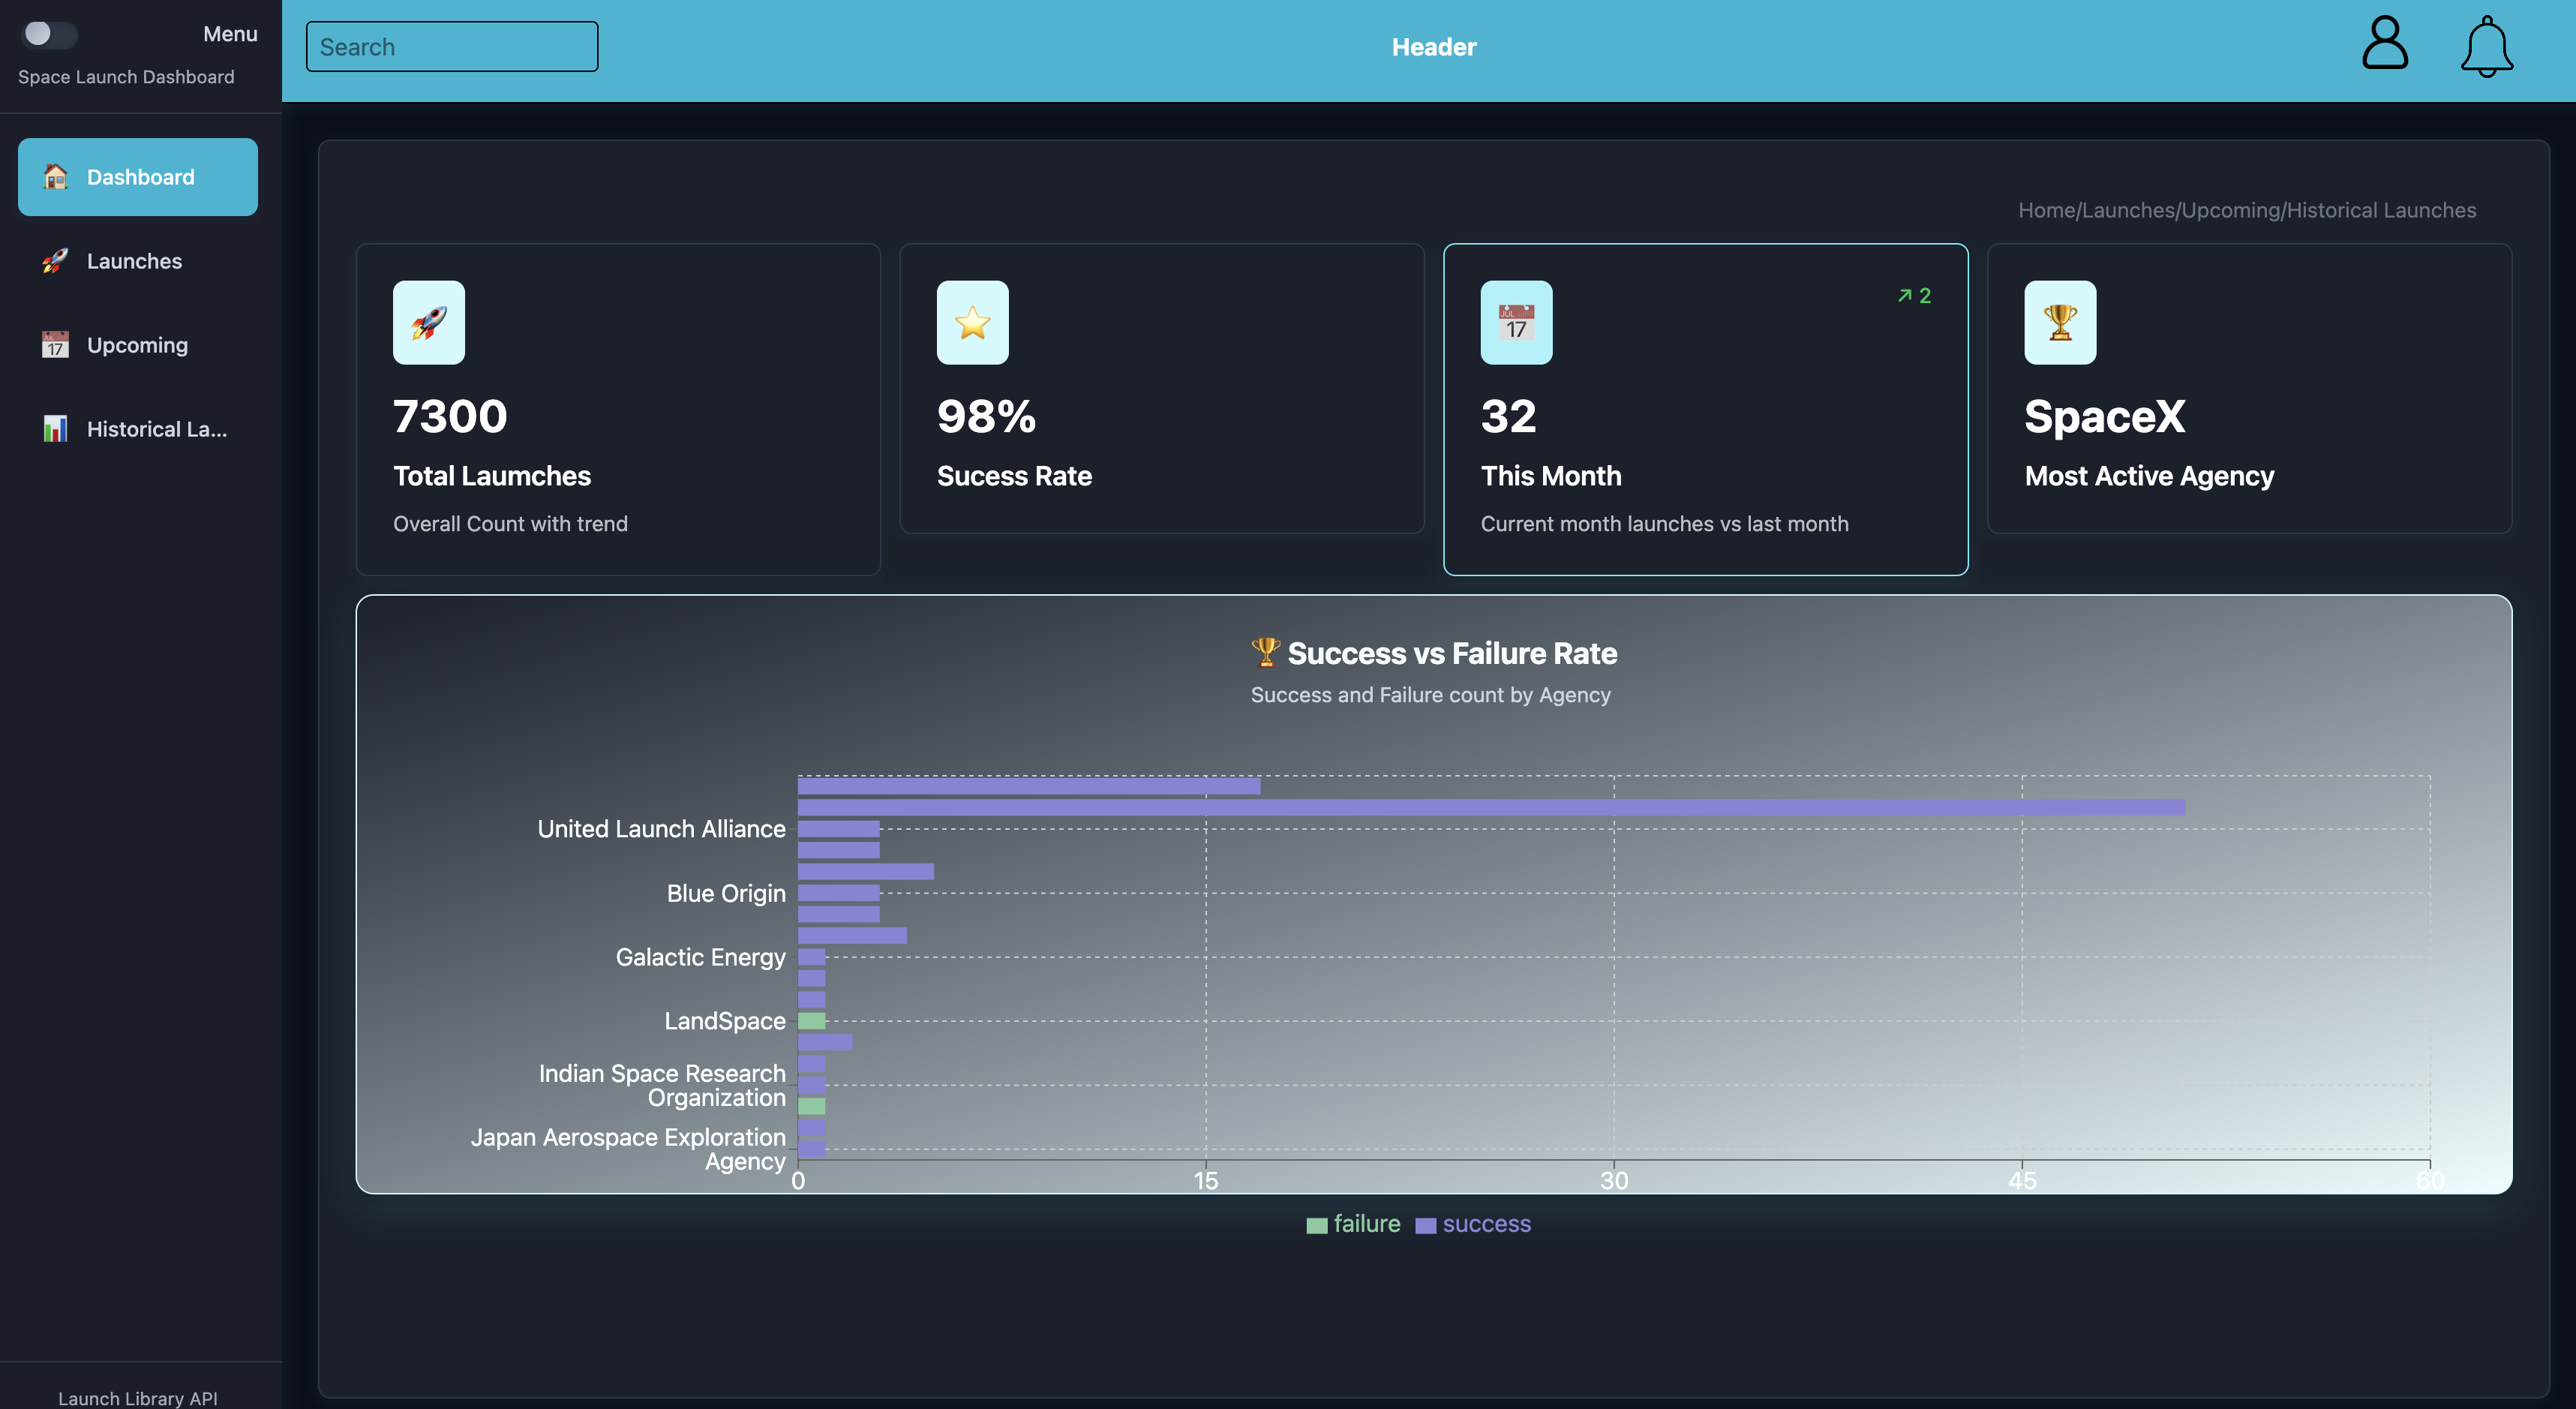 Menu
Space Launch Dashboard
Search
Header
Dashboard
Launches
JUL
17
Upcoming
Historical La...
Home/Launches/Upcoming/Historical Launches
7300
Total Laumches
Overall Count with trend
98%
Sucess Rate
JUL
17
↗ 2
32
This Month
Current month launches vs last month
SpaceX
Most Active Agency
Success vs Failure Rate
Success and Failure count by Agency
United Launch Alliance
Blue Origin
Galactic Energy
LandSpace
Indian Space Research
Organization
Japan Aerospace Exploration
Agency
0 15 30 45 60
failure success
Launch Library API